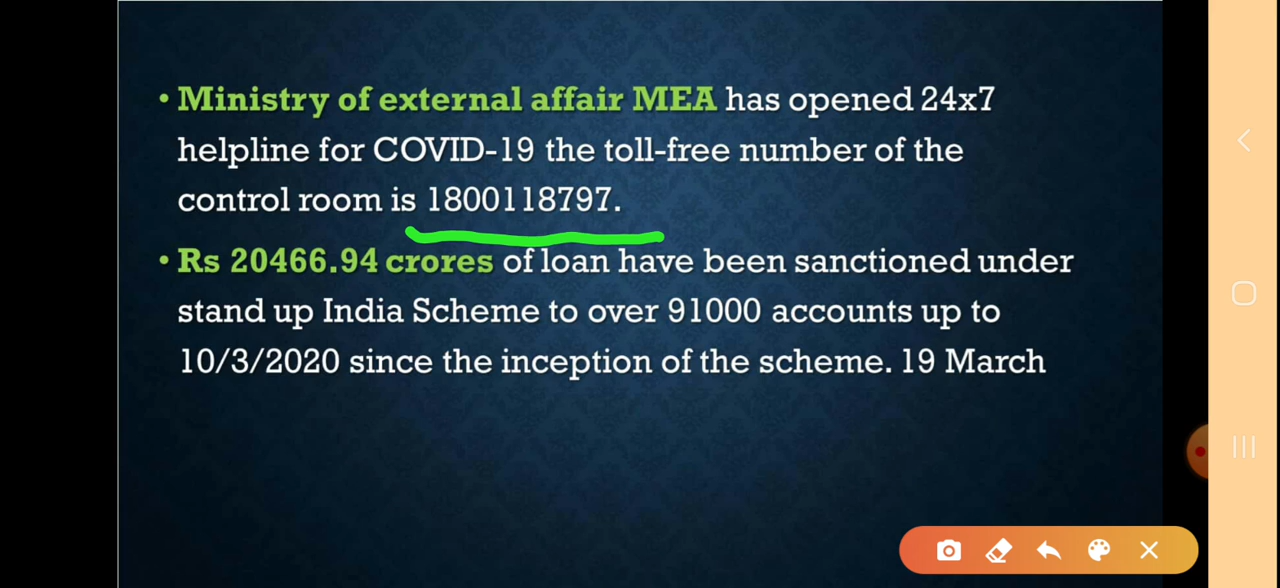 • Ministry of external affair MEA has opened 24x7
helpline for COVID-19 the toll-free number of the
control room is 1800118797.
• Rs 20466.94 crores of loan have been sanctioned under
stand up India Scheme to over 91000 accounts up to
10/3/2020 since the inception of the scheme. 19 March